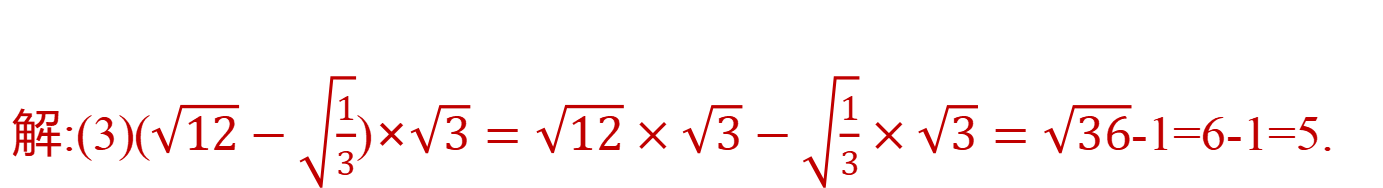 解:(3)(√12 − √(1/3))×√3 = √12 × √3 − √(1/3) × √3 = √36-1=6-1=5.